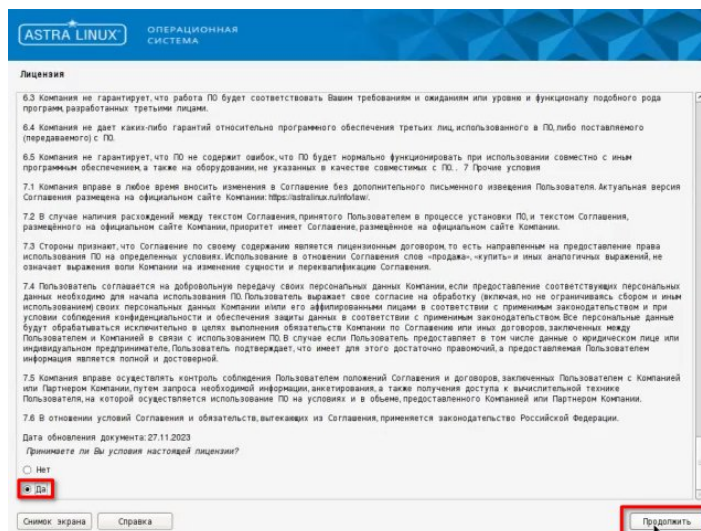 ASTRA LINUX®
ОПЕРАЦИОННАЯ
СИСТЕМА
Лицензия
6.3 Компания не гарантирует, что работа ПО будет соответствовать Вашим требованиям и ожиданиям или уровню и функционалу подобного рода
программ, разработанных третьими лицами.
6.4 Компания не дает каких-либо гарантий относительно программного обеспечения третьих лиц, использованного в ПО, либо поставляемого
(передаваемого) с ПО.
6.5 Компания не гарантирует, что ПО не содержит ошибок, что ПО будет нормально функционировать при использовании совместно с иным
программным обеспечением, а также на оборудовании, не указанных в качестве совместимых с ПО. . 7 Прочие условия
7.1 Компания вправе в любое время вносить изменения в Соглашение без дополнительного письменного извещения Пользователя. Актуальная версия
Соглашения размещена на официальном сайте Компании: https://astralinux.ru/info/law/.
7.2 В случае наличия расхождений между текстом Соглашения, принятого Пользователем в процессе установки ПО, и текстом Соглашения,
размещённого на официальном сайте Компании, приоритет имеет Соглашение, размещённое на официальном сайте Компании.
7.3 Стороны признают, что Соглашение по своему содержанию является лицензионным договором, то есть направленным на предоставление права
использования ПО на определенных условиях. Использование в отношении Соглашения слов «продажа», «купить» и иных аналогичных выражений, не
означает выражения воли Компании на изменение сущности и переквалификацию Соглашения.
7.4 Пользователь соглашается на добровольную передачу своих персональных данных Компании, если предоставление соответствующих персональных
данных необходимо для начала использования ПО. Пользователь выражает свое согласие на обработку (включая, но не ограничиваясь сбором и иным
использованием) своих персональных данных Компании и/или его аффилированными лицами в соответствии с применимым законодательством и при
условии соблюдения конфиденциальности и обеспечения защиты данных в соответствии с применимым законодательством. Все персональные данные
будут обрабатываться исключительно в целях выполнения обязательств Компании по Соглашению или иных договоров, заключенных между
Пользователем и Компанией в связи с использованием ПО. В случае если Пользователь предоставляет в том числе данные о юридическом лице или
индивидуальном предпринимателе, Пользователь подтверждает, что имеет для этого достаточно правомочий, а предоставляемая Пользователем
информация является полной и достоверной.
7.5 Компания вправе осуществлять контроль соблюдения Пользователем положений Соглашения и договоров, заключенных Пользователем с Компанией
или Партнером Компании, путем запроса необходимой информации, анкетирования, а также получения доступа к вычислительной технике
Пользователя, на которой осуществляется использование ПО на условиях и в объеме, предоставленного Компанией или Партнером Компании.
7.6 В отношении условий Соглашения и обязательств, вытекающих из Соглашения, применяется законодательство Российской Федерации.
Дата обновления документа: 27.11.2023
Принимаете ли Вы условия настоящей лицензии?
Нет
Да
Снимок экрана Справка Продолжить